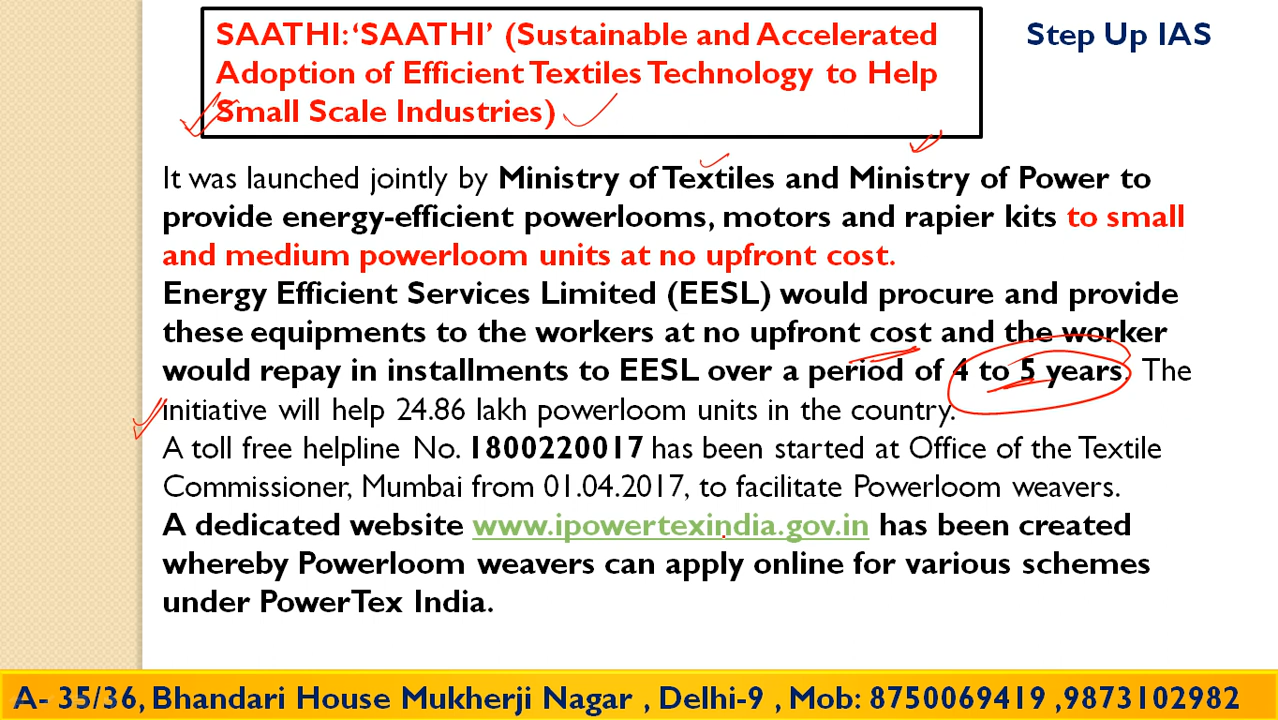 SAATHI: ‘SAATHI’ (Sustainable and Accelerated
Adoption of Efficient Textiles Technology to Help
Small Scale Industries)
Step Up IAS
It was launched jointly by Ministry of Textiles and Ministry of Power to
provide energy-efficient powerlooms, motors and rapier kits to small
and medium powerloom units at no upfront cost.
Energy Efficient Services Limited (EESL) would procure and provide
these equipments to the workers at no upfront cost and the worker
would repay in installments to EESL over a period of 4 to 5 years. The
initiative will help 24.86 lakh powerloom units in the country.
A toll free helpline No. 1800220017 has been started at Office of the Textile
Commissioner, Mumbai from 01.04.2017, to facilitate Powerloom weavers.
A dedicated website www.ipowertexindia.gov.in has been created
whereby Powerloom weavers can apply online for various schemes
under PowerTex India.
A- 35/36, Bhandari House Mukherji Nagar , Delhi-9 , Mob: 8750069419 ,9873102982